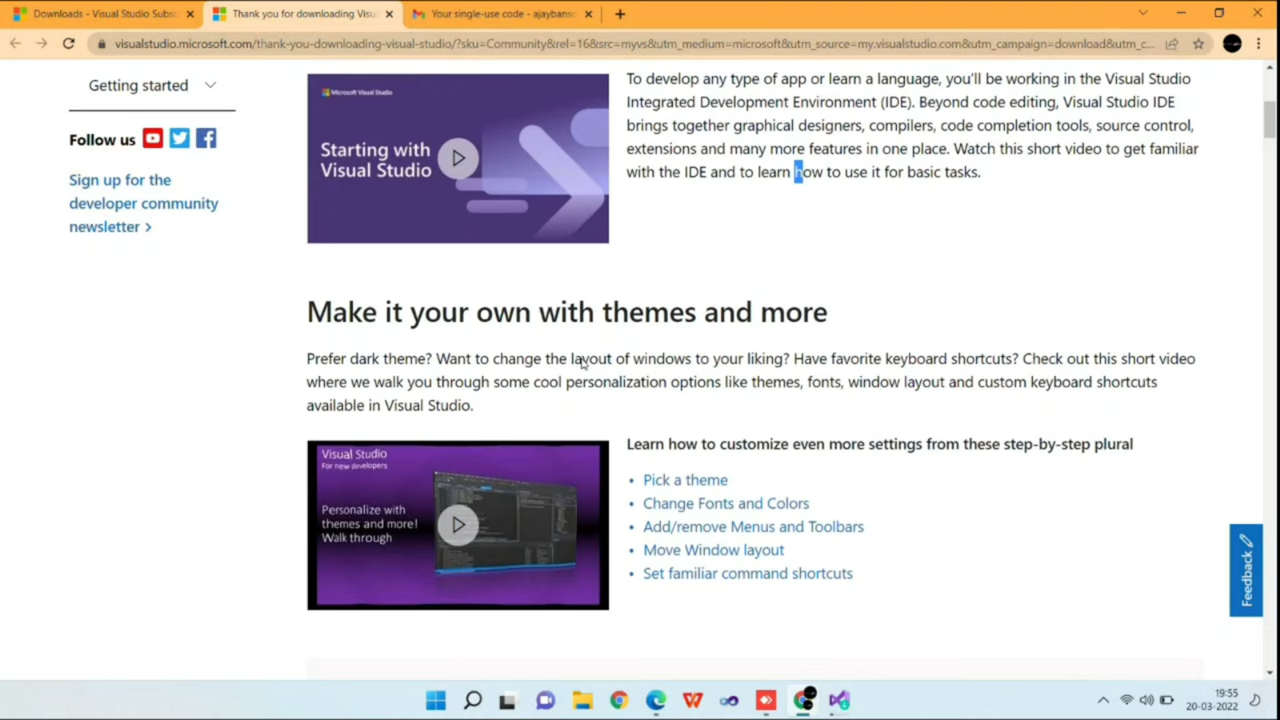 Downloads - Visual Studio Subsc
Thank you for downloading Visu
Your single-use code - ajaybansc
visualstudio.microsoft.com/thank-you-downloading-visual-studio/?sku=Community&rel=16&src=myvs&utm_medium=microsoft&utm_source=my.visualstudio.com&utm_campaign=download&utm_c...
Getting started
Follow us
Sign up for the
developer community
newsletter >
Microsoft Visual Studio
Starting with
Visual Studio
To develop any type of app or learn a language, you'll be working in the Visual Studio
Integrated Development Environment (IDE). Beyond code editing, Visual Studio IDE
brings together graphical designers, compilers, code completion tools, source control,
extensions and many more features in one place. Watch this short video to get familiar
with the IDE and to learn how to use it for basic tasks.
Make it your own with themes and more
Prefer dark theme? Want to change the layout of windows to your liking? Have favorite keyboard shortcuts? Check out this short video
where we walk you through some cool personalization options like themes, fonts, window layout and custom keyboard shortcuts
available in Visual Studio.
Visual Studio
For new developers
Personalize with
themes and more!
Walk through
Learn how to customize even more settings from these step-by-step plural
• Pick a theme
• Change Fonts and Colors
• Add/remove Menus and Toolbars
• Move Window layout
• Set familiar command shortcuts
Feedback
19:55
20-03-2022